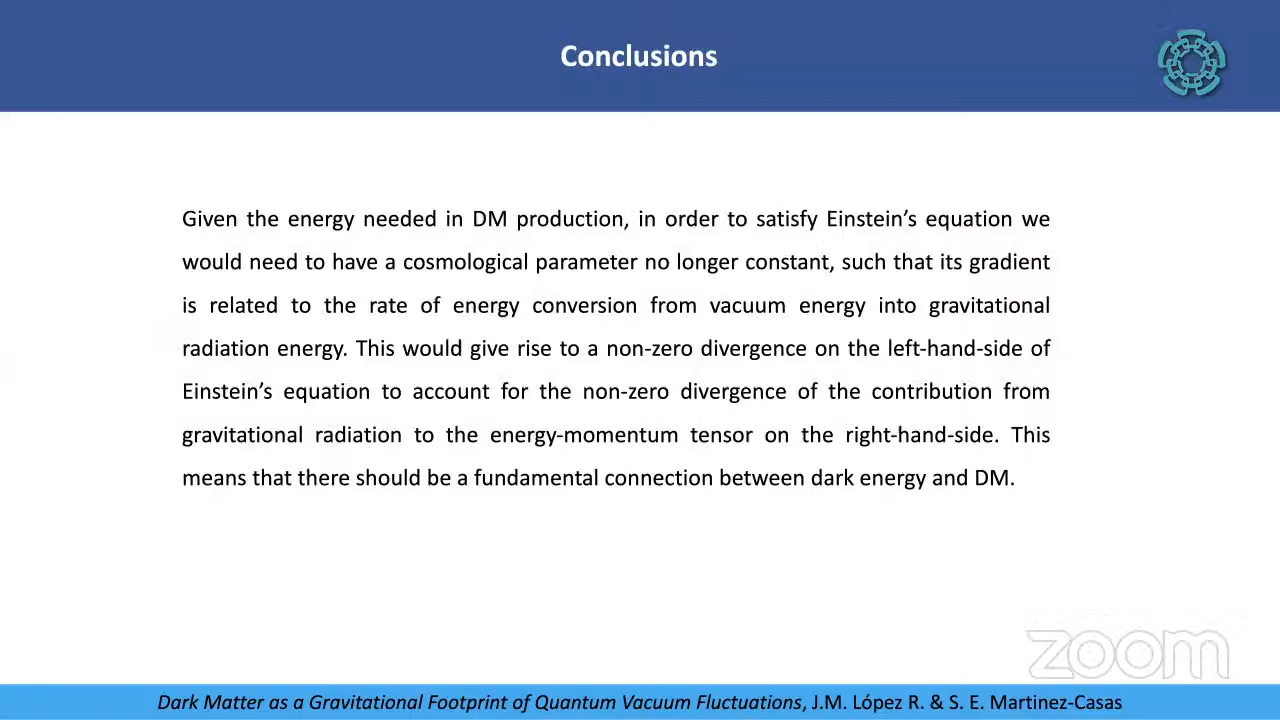 Conclusions
Given the energy needed in DM production, in order to satisfy Einstein’s equation we
would need to have a cosmological parameter no longer constant, such that its gradient
is related to the rate of energy conversion from vacuum energy into gravitational
radiation energy. This would give rise to a non-zero divergence on the left-hand-side of
Einstein’s equation to account for the non-zero divergence of the contribution from
gravitational radiation to the energy-momentum tensor on the right-hand-side. This
means that there should be a fundamental connection between dark energy and DM.
zoom
Dark Matter as a Gravitational Footprint of Quantum Vacuum Fluctuations, J.M. López R. & S. E. Martinez-Casas